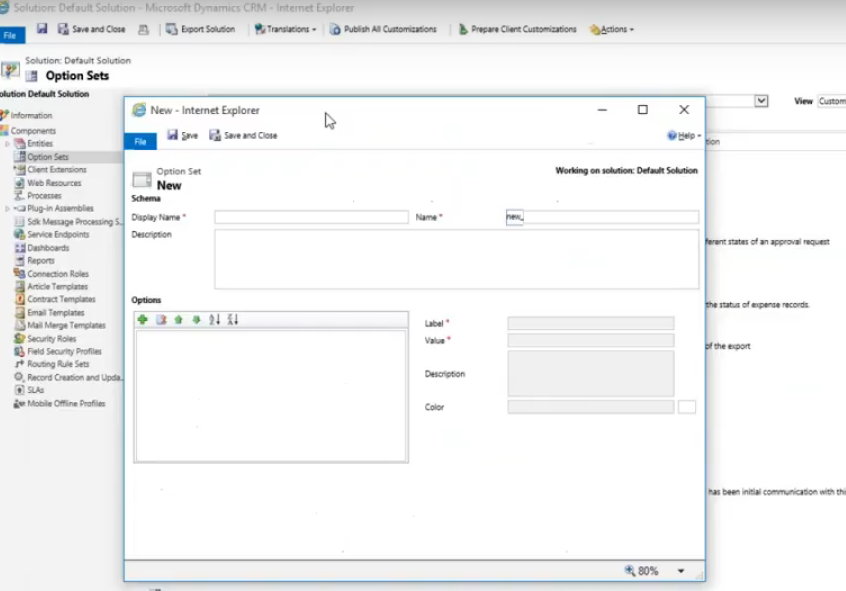 Solution: Default Solution - Microsoft Dynamics CRM - Internet Explorer
File Save and Close Export Solution Translations Publish All Customizations Prepare Client Customizations Actions
Solution: Default Solution
Option Sets
olution Default Solution
View Custom
Information
Components
Entities
Option Sets
Client Extensions
Web Resources
Processes
Plug-in Assemblies
Sdk Message Processing S...
Service Endpoints
Dashboards
Reports
Connection Roles
Article Templates
Contract Templates
Email Templates
Mail Merge Templates
Security Roles
Field Security Profiles
Routing Rule Sets
Record Creation and Upda...
SLAs
Mobile Offline Profiles
New - Internet Explorer
File Save Save and Close Help
Option Set
New
Working on solution: Default Solution
Schema
Display Name * Name * new_
Description
Options
Label *
Value *
Description
Color
80%
tion
ferent states of an approval request
the status of expense records.
of the export
has been initial communication with thi